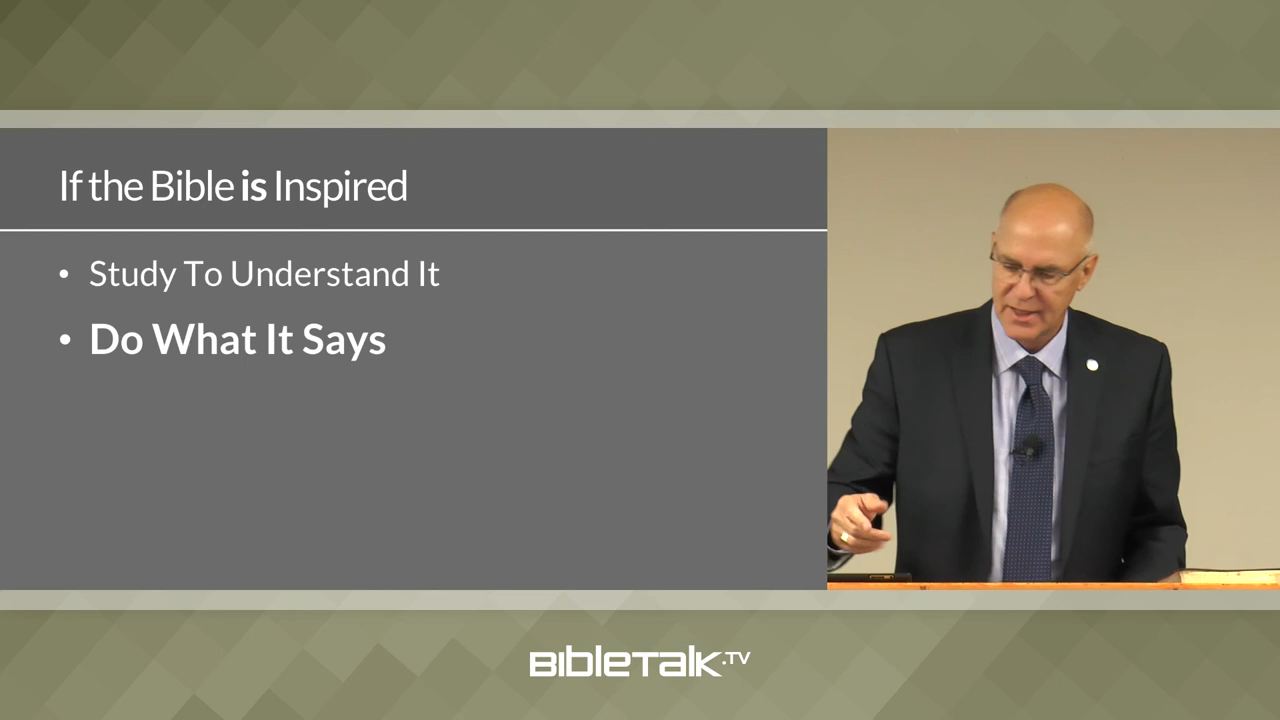 If the Bible is Inspired
• Study To Understand It
• Do What It Says
BibleTalk.TV